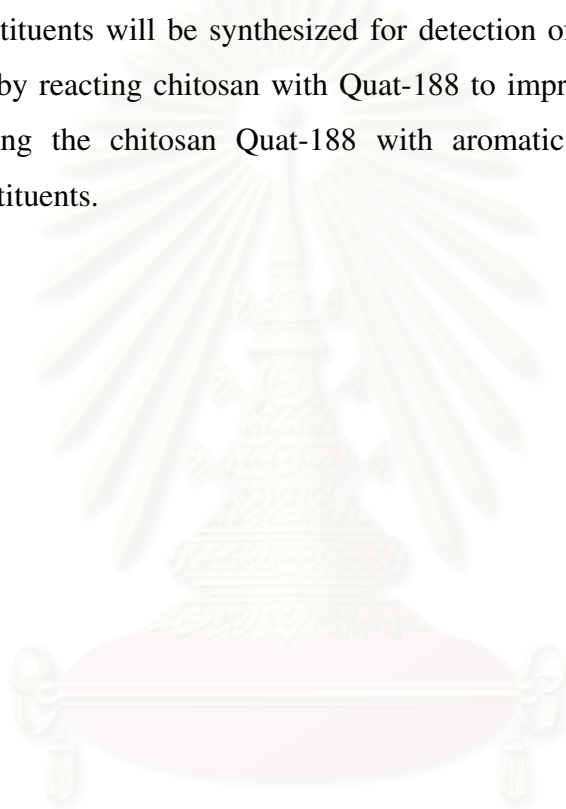 tituents will be synthesized for detection of
by reacting chitosan with Quat-188 to impr
ng the chitosan Quat-188 with aromatic
tituents.